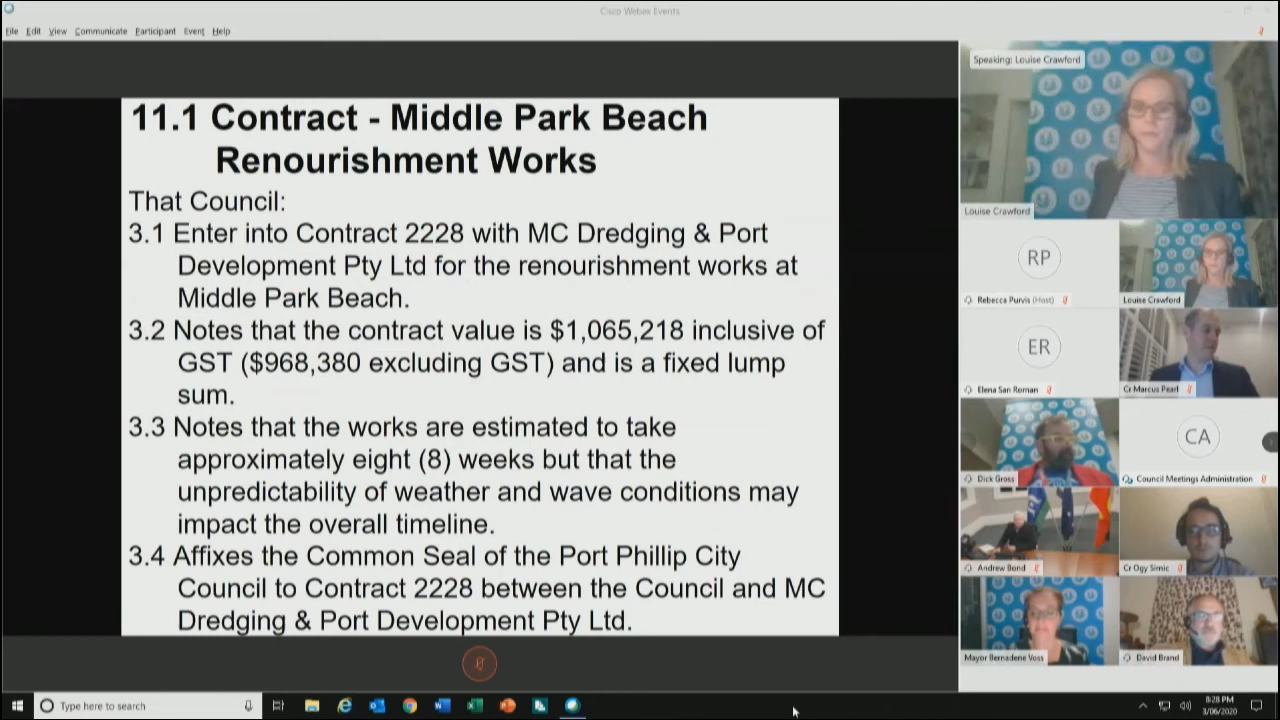 Cisco Webex Events
File Edit View Communicate Participant Event Help
11.1 Contract - Middle Park Beach
Renourishment Works
That Council:
3.1 Enter into Contract 2228 with MC Dredging & Port
Development Pty Ltd for the renourishment works at
Middle Park Beach.
3.2 Notes that the contract value is $1,065,218 inclusive of
GST ($968,380 excluding GST) and is a fixed lump
sum.
3.3 Notes that the works are estimated to take
approximately eight (8) weeks but that the
unpredictability of weather and wave conditions may
impact the overall timeline.
3.4 Affixes the Common Seal of the Port Phillip City
Council to Contract 2228 between the Council and MC
Dredging & Port Development Pty Ltd.
Speaking: Louise Crawford
Louise Crawford
RP
Rebecca Purvis (Host)
Louise Crawford
ER
Elena San Roman
Cr Marcus Pearl
Dick Gross
CA
Council Meetings Administration
Andrew Bond
Cr Ogy Simic
Mayor Bernadene Voss
David Brand
Type here to search
8:28 PM
3/06/2020